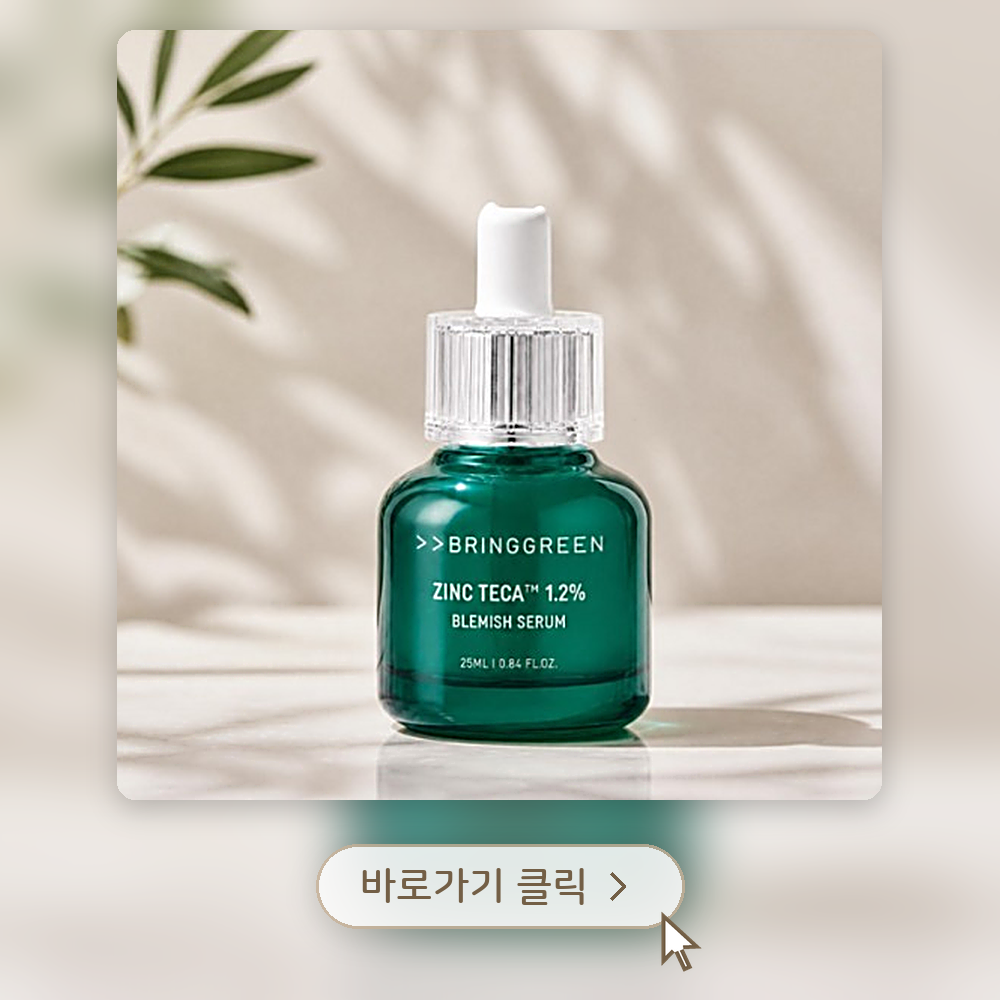 >>BRINGGREEN
ZINC TECA™ 1.2%
BLEMISH SERUM
25ML | 0.84 FL.OZ.
바로가기 클릭 >